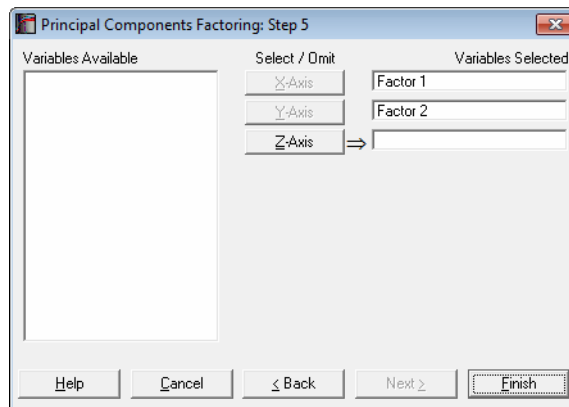 Principal Components Factoring: Step 5
Variables Available
Select / Omit
Variables Selected
X-Axis
Factor 1
Y-Axis
Factor 2
Z-Axis ⇒
Help
Cancel
< Back
Next >
Finish